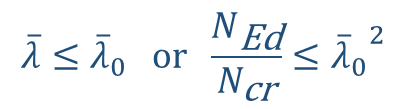 λ̄ ≤ λ̄₀ or N_Ed / N_cr ≤ λ̄₀²